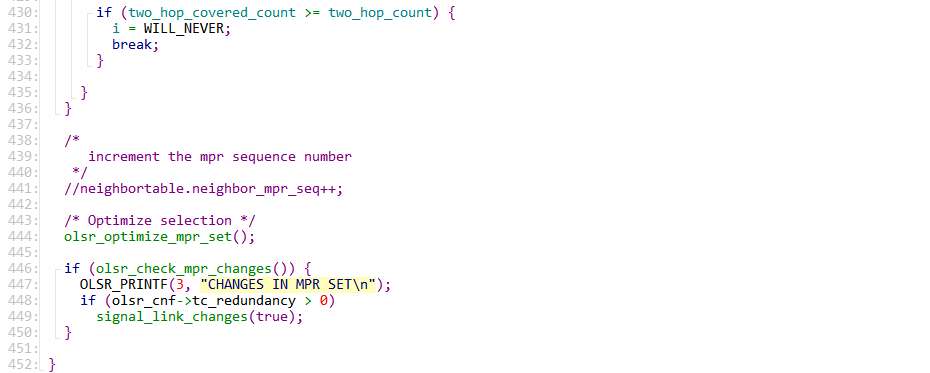 430: if (two_hop_covered_count >= two_hop_count) {
431: i = WILL_NEVER;
432: break;
433: }
434:
435: }
436: }
437:
438: /*
439: increment the mpr sequence number
440: */
441: //neighbortable.neighbor_mpr_seq++;
442:
443: /* Optimize selection */
444: olsr_optimize_mpr_set();
445:
446: if (olsr_check_mpr_changes()) {
447: OLSR_PRINTF(3, "CHANGES IN MPR SET\n");
448: if (olsr_cnf->tc_redundancy > 0)
449: signal_link_changes(true);
450: }
451:
452: }